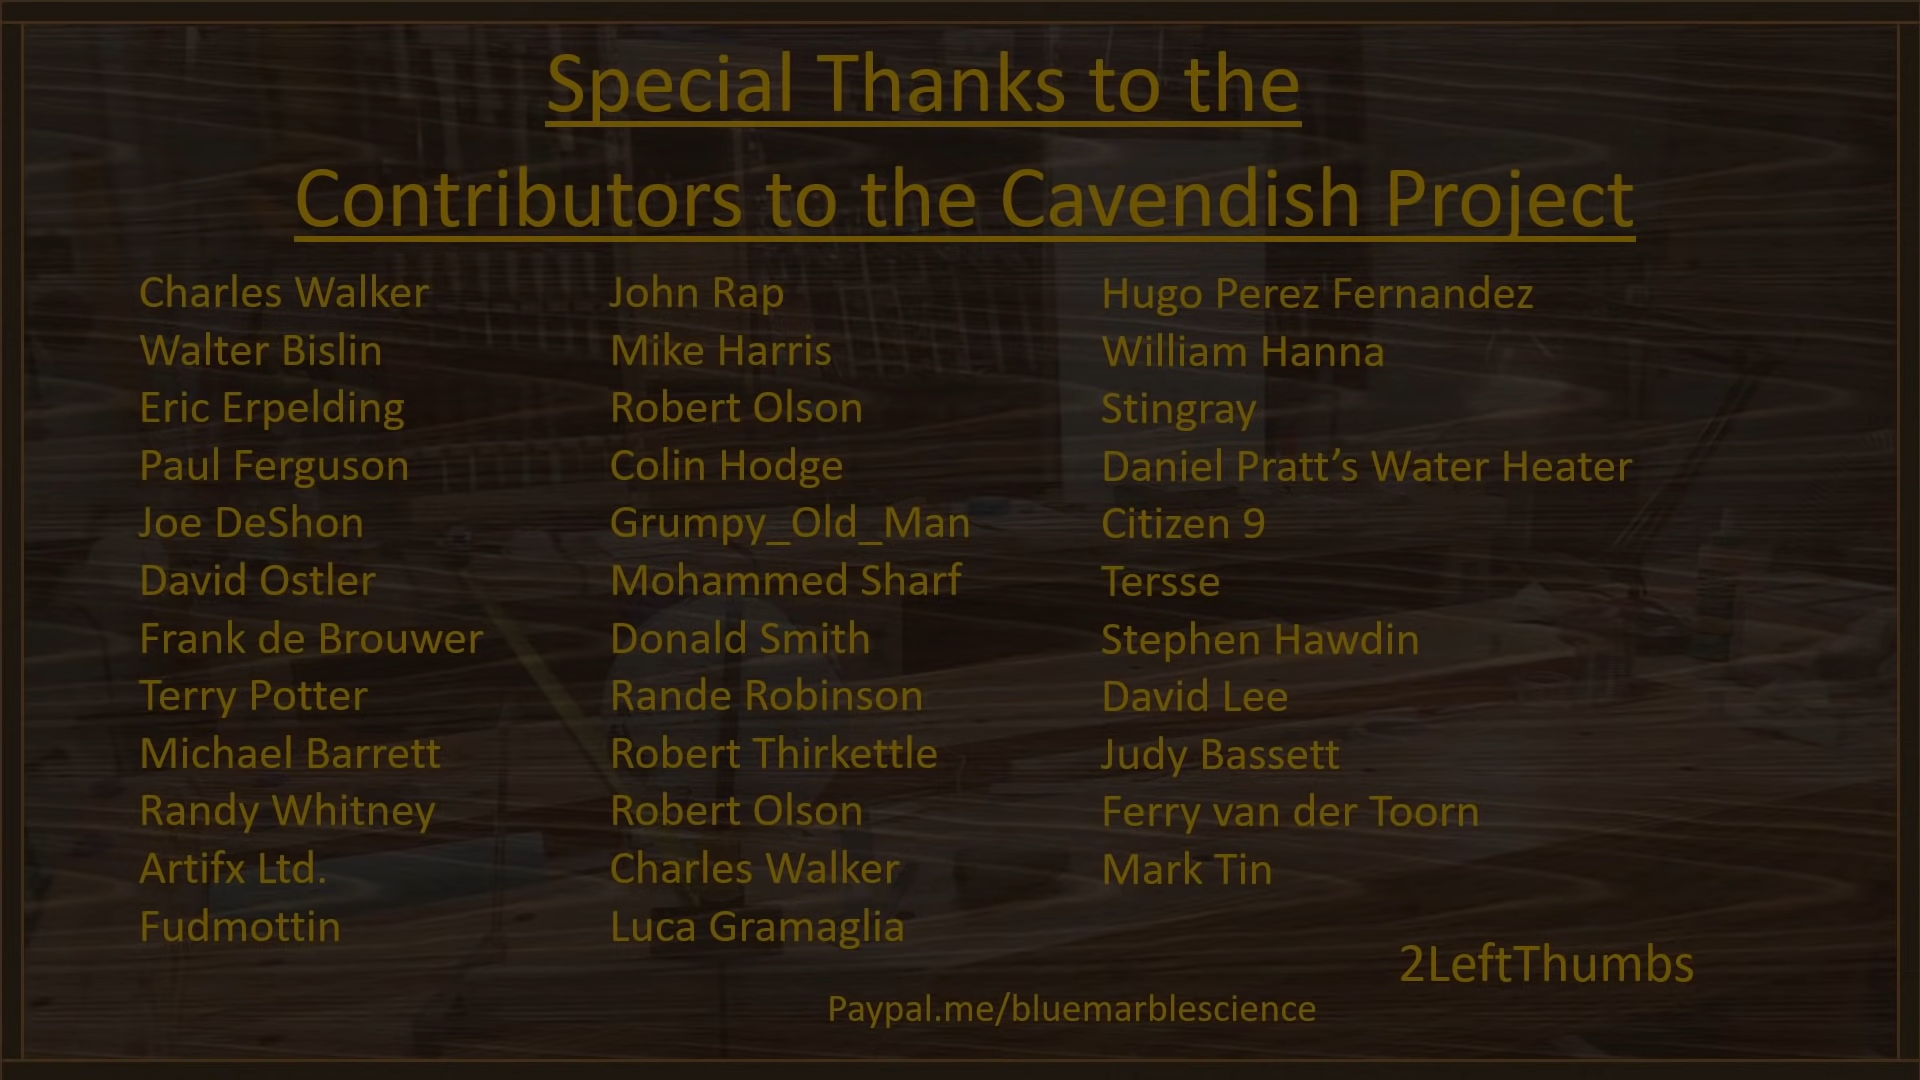 Special Thanks to the
Contributors to the Cavendish Project
Charles Walker
Walter Bislin
Eric Erpelding
Paul Ferguson
Joe DeShon
David Ostler
Frank de Brouwer
Terry Potter
Michael Barrett
Randy Whitney
Artifx Ltd.
Fudmottin
John Rap
Mike Harris
Robert Olson
Colin Hodge
Grumpy_Old_Man
Mohammed Sharf
Donald Smith
Rande Robinson
Robert Thirkettle
Robert Olson
Charles Walker
Luca Gramaglia
Hugo Perez Fernandez
William Hanna
Stingray
Daniel Pratt’s Water Heater
Citizen 9
Tersse
Stephen Hawdin
David Lee
Judy Bassett
Ferry van der Toorn
Mark Tin
2LeftThumbs
Paypal.me/bluemarblescience